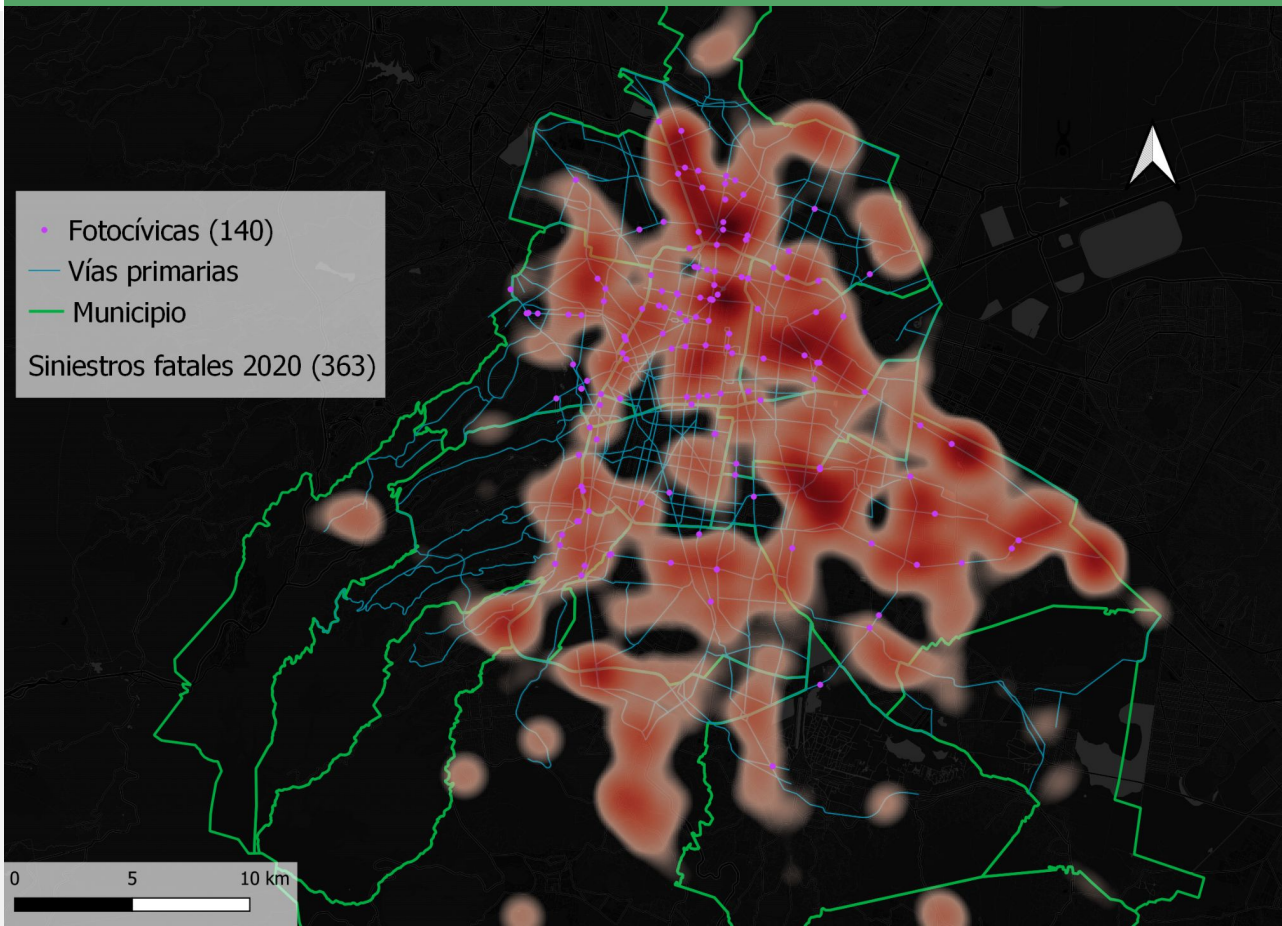 Fotocívicas (140)
Vías primarias
Municipio
Siniestros fatales 2020 (363)
0 5 10 km